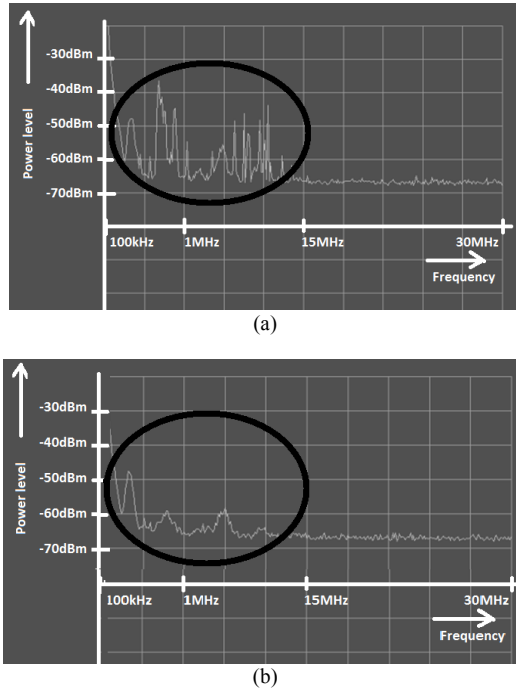 -30dBm
-40dBm
-50dBm
-60dBm
-70dBm
Power level
100kHz 1MHz 15MHz 30MHz
Frequency
(a)
-30dBm
-40dBm
-50dBm
-60dBm
-70dBm
Power level
100kHz 1MHz 15MHz 30MHz
Frequency
(b)